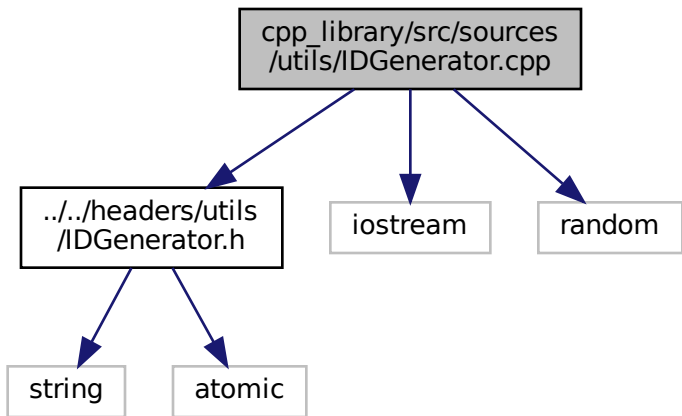 cpp_library/src/sources
/utils/IDGenerator.cpp
../../headers/utils
/IDGenerator.h
iostream
random
string
atomic